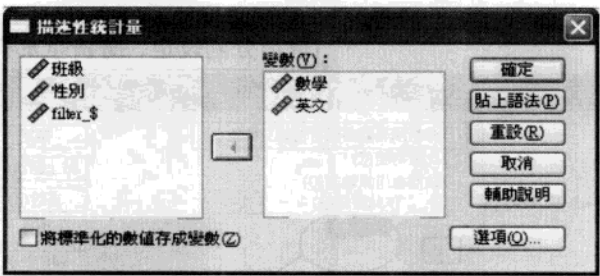 描述性統計量
變數(V)：
班級
性別
filter_$
數學
英文
確定
貼上語法(P)
重設(R)
取消
輔助說明
將標準化的數值存成變數(Z)
選項(O)...